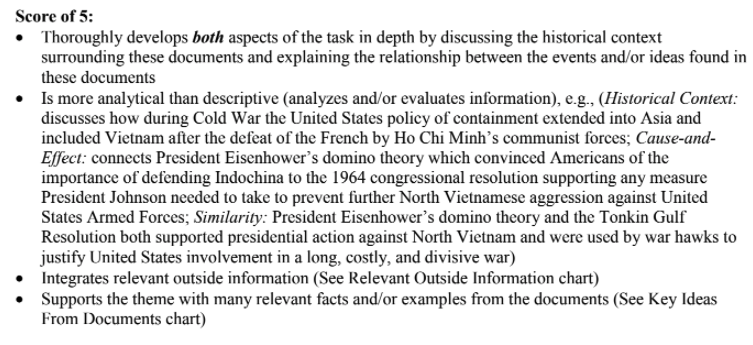 Score of 5:
• Thoroughly develops both aspects of the task in depth by discussing the historical context
surrounding these documents and explaining the relationship between the events and/or ideas found in
these documents
• Is more analytical than descriptive (analyzes and/or evaluates information), e.g., (Historical Context:
discusses how during Cold War the United States policy of containment extended into Asia and
included Vietnam after the defeat of the French by Ho Chi Minh’s communist forces; Cause-and-
Effect: connects President Eisenhower’s domino theory which convinced Americans of the
importance of defending Indochina to the 1964 congressional resolution supporting any measure
President Johnson needed to take to prevent further North Vietnamese aggression against United
States Armed Forces; Similarity: President Eisenhower’s domino theory and the Tonkin Gulf
Resolution both supported presidential action against North Vietnam and were used by war hawks to
justify United States involvement in a long, costly, and divisive war)
• Integrates relevant outside information (See Relevant Outside Information chart)
• Supports the theme with many relevant facts and/or examples from the documents (See Key Ideas
From Documents chart)